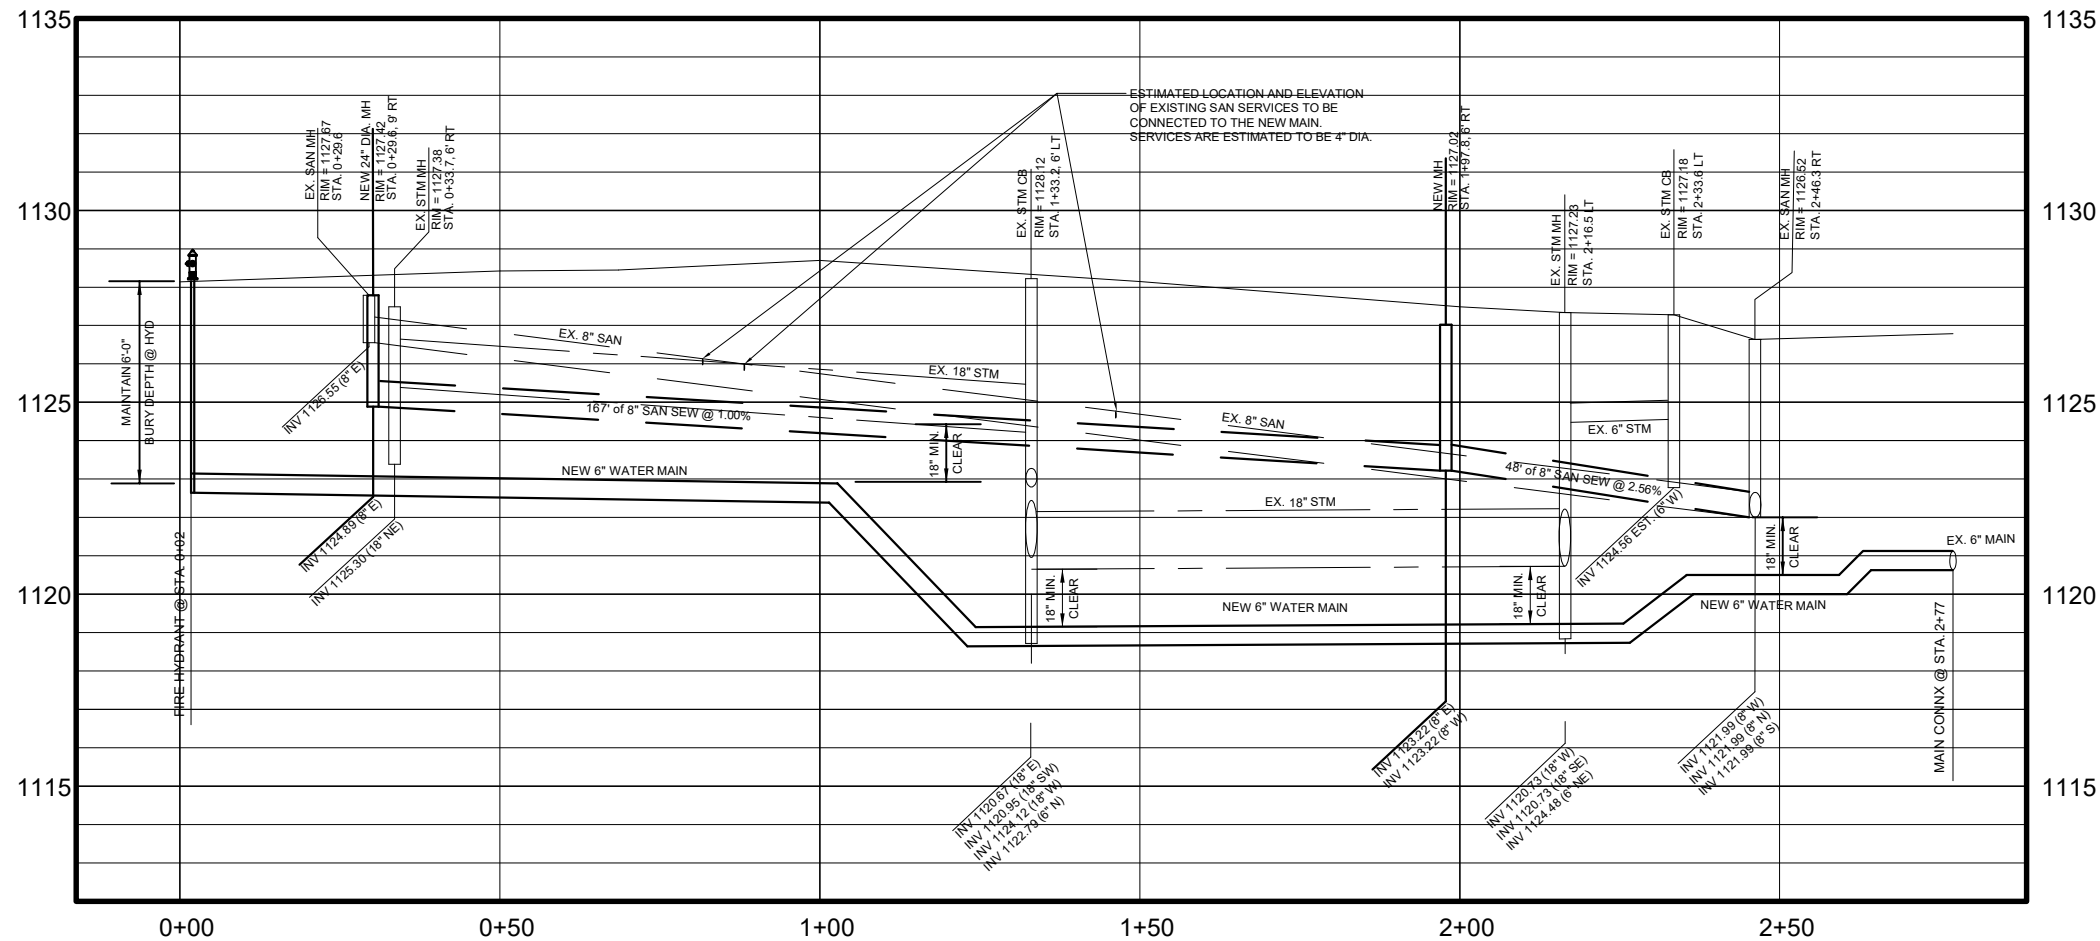 1135
1135
EX. SAN MH
RIM = 1127.67
STA. 0+29.6
NEW 24" DIA. MH
RIM = 1127.42
STA. 0+29.6, 9' RT
EX. STM MH
RIM = 1127.38
STA. 0+33.7, 6' RT
ESTIMATED LOCATION AND ELEVATION
OF EXISTING SAN SERVICES TO BE
CONNECTED TO THE NEW MAIN.
SERVICES ARE ESTIMATED TO BE 4" DIA.
EX. STM CB
RIM = 1128.12
STA. 1+33.2, 6' LT
NEW MH
RIM = 1127.02
STA. 1+97.8, 6' RT
EX. STM MH
RIM = 1127.23
STA. 2+16.5 LT
EX. STM CB
RIM = 1127.18
STA. 2+33.6 LT
EX. SAN MH
RIM = 1126.52
STA. 2+46.3 RT
1130
1130
MAINTAIN 6'-0"
BURY DEPTH @ HYD
EX. 8" SAN
EX. 18" STM
INV 1126.55 (8" E)
167' of 8" SAN SEW @ 1.00%
EX. 8" SAN
EX. 6" STM
1125
1125
18" MIN.
CLEAR
NEW 6" WATER MAIN
48' of 8" SAN SEW @ 2.56%
EX. 18" STM
INV 1124.89 (8" E)
INV 1125.30 (18" NE)
INV 1124.56 EST. (6" W)
18" MIN.
CLEAR
EX. 6" MAIN
FIRE HYDRANT @ STA. 0+02
1120
1120
18" MIN.
CLEAR
NEW 6" WATER MAIN
18" MIN.
CLEAR
NEW 6" WATER MAIN
MAIN CONNX @ STA. 2+77
1115
1115
INV 1120.67 (18" E)
INV 1120.95 (18" SW)
INV 1124.12 (18" W)
INV 1122.79 (6" N)
INV 1123.22 (8" E)
INV 1123.22 (8" W)
INV 1120.73 (18" W)
INV 1120.73 (18" SE)
INV 1124.48 (6" NE)
INV 1121.99 (8" W)
INV 1121.99 (8" N)
INV 1121.99 (8" S)
0+00
0+50
1+00
1+50
2+00
2+50